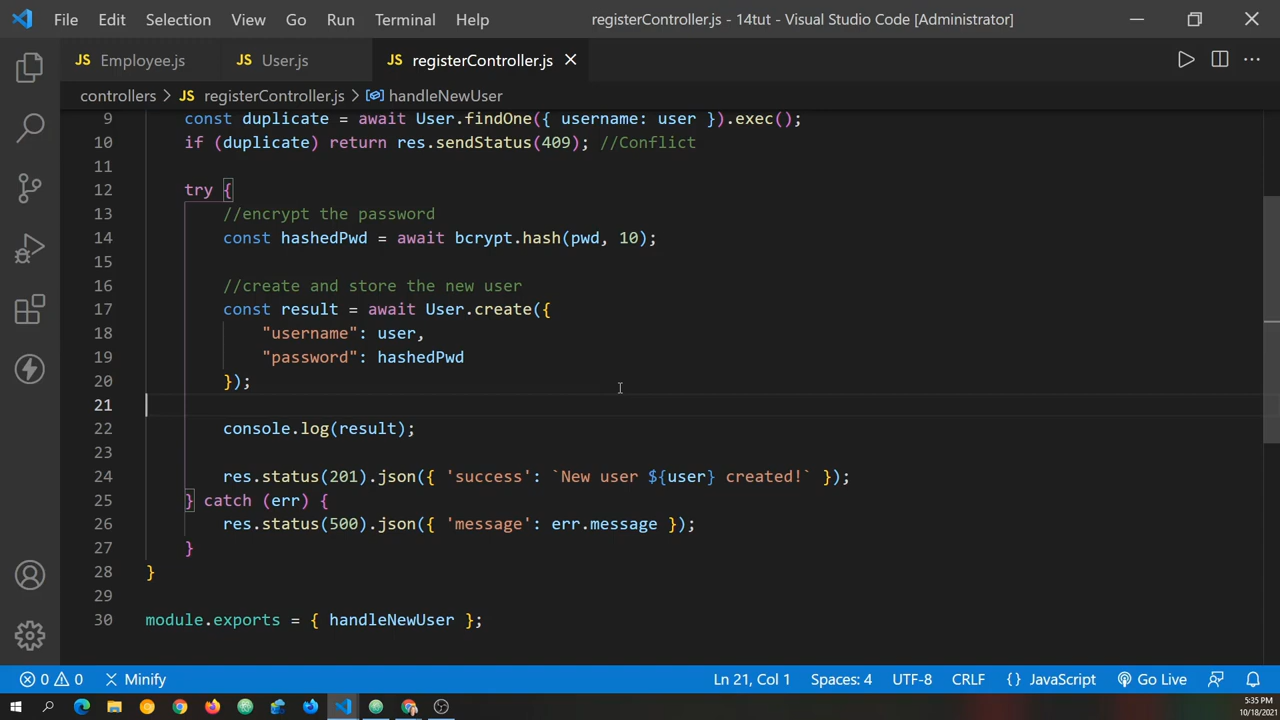 File Edit Selection View Go Run Terminal Help registerController.js - 14tut - Visual Studio Code [Administrator]
JS Employee.js JS User.js JS registerController.js
controllers > JS registerController.js > handleNewUser
9 const duplicate = await User.findOne({ username: user }).exec();
10 if (duplicate) return res.sendStatus(409); //Conflict
11
12 try {
13 //encrypt the password
14 const hashedPwd = await bcrypt.hash(pwd, 10);
15
16 //create and store the new user
17 const result = await User.create({
18 "username": user,
19 "password": hashedPwd
20 });
21
22 console.log(result);
23
24 res.status(201).json({ 'success': `New user ${user} created!` });
25 } catch (err) {
26 res.status(500).json({ 'message': err.message });
27 }
28 }
29
30 module.exports = { handleNewUser };
0 0 Minify Ln 21, Col 1 Spaces: 4 UTF-8 CRLF {} JavaScript Go Live
5:35 PM
10/18/2021